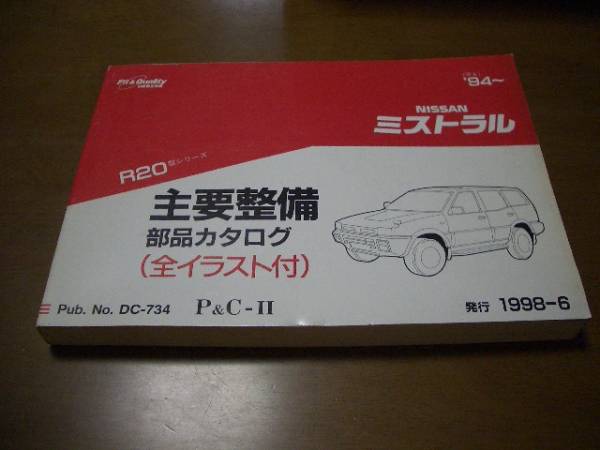 Fit & Quality
'94~
NISSAN
ミストラル
R20型シリーズ
主要整備
部品カタログ
(全イラスト付)
Pub. No. DC-734
P&C-II
発行 1998-6